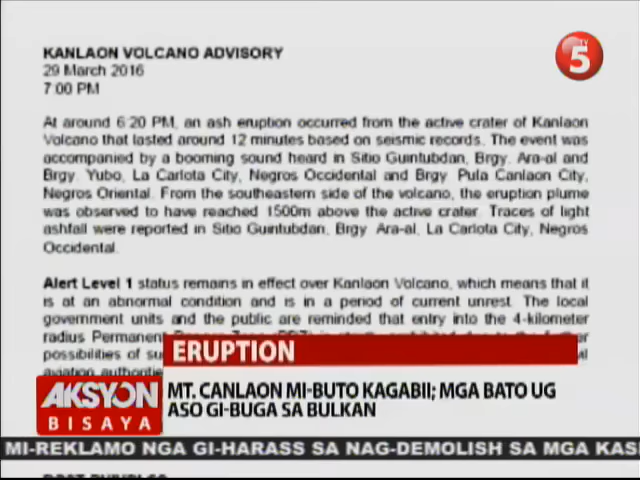 KANLAON VOLCANO ADVISORY
29 March 2016
7:00 PM
TV
5
At around 6:20 PM, an ash eruption occurred from the active crater of Kanlaon
Volcano that lasted around 12 minutes based on seismic records. The event was
accompanied by a booming sound heard in Sitio Guintubdan, Brgy. Ara-al and
Brgy. Yubo, La Carlota City, Negros Occidental and Brgy. Pula Canlaon City,
Negros Oriental. From the southeastern side of the volcano, the eruption plume
was observed to have reached 1500m above the active crater. Traces of light
ashfall were reported in Sitio Guintubdan, Brgy. Ara-al, La Carlota City, Negros
Occidental.
Alert Level 1 status remains in effect over Kanlaon Volcano, which means that it
is at an abnormal condition and is in a period of current unrest. The local
government units and the public are reminded that entry into the 4-kilometer
radius Permanent
possibilities of
aviation authorities
ERUPTION
MT. CANLAON MI-BUTO KAGABII; MGA BATO UG
ASO GI-BUGA SA BULKAN
AKSYON
BISAYA
MI-REKLAMO NGA GI-HARASS SA NAG-DEMOLISH SA MGA